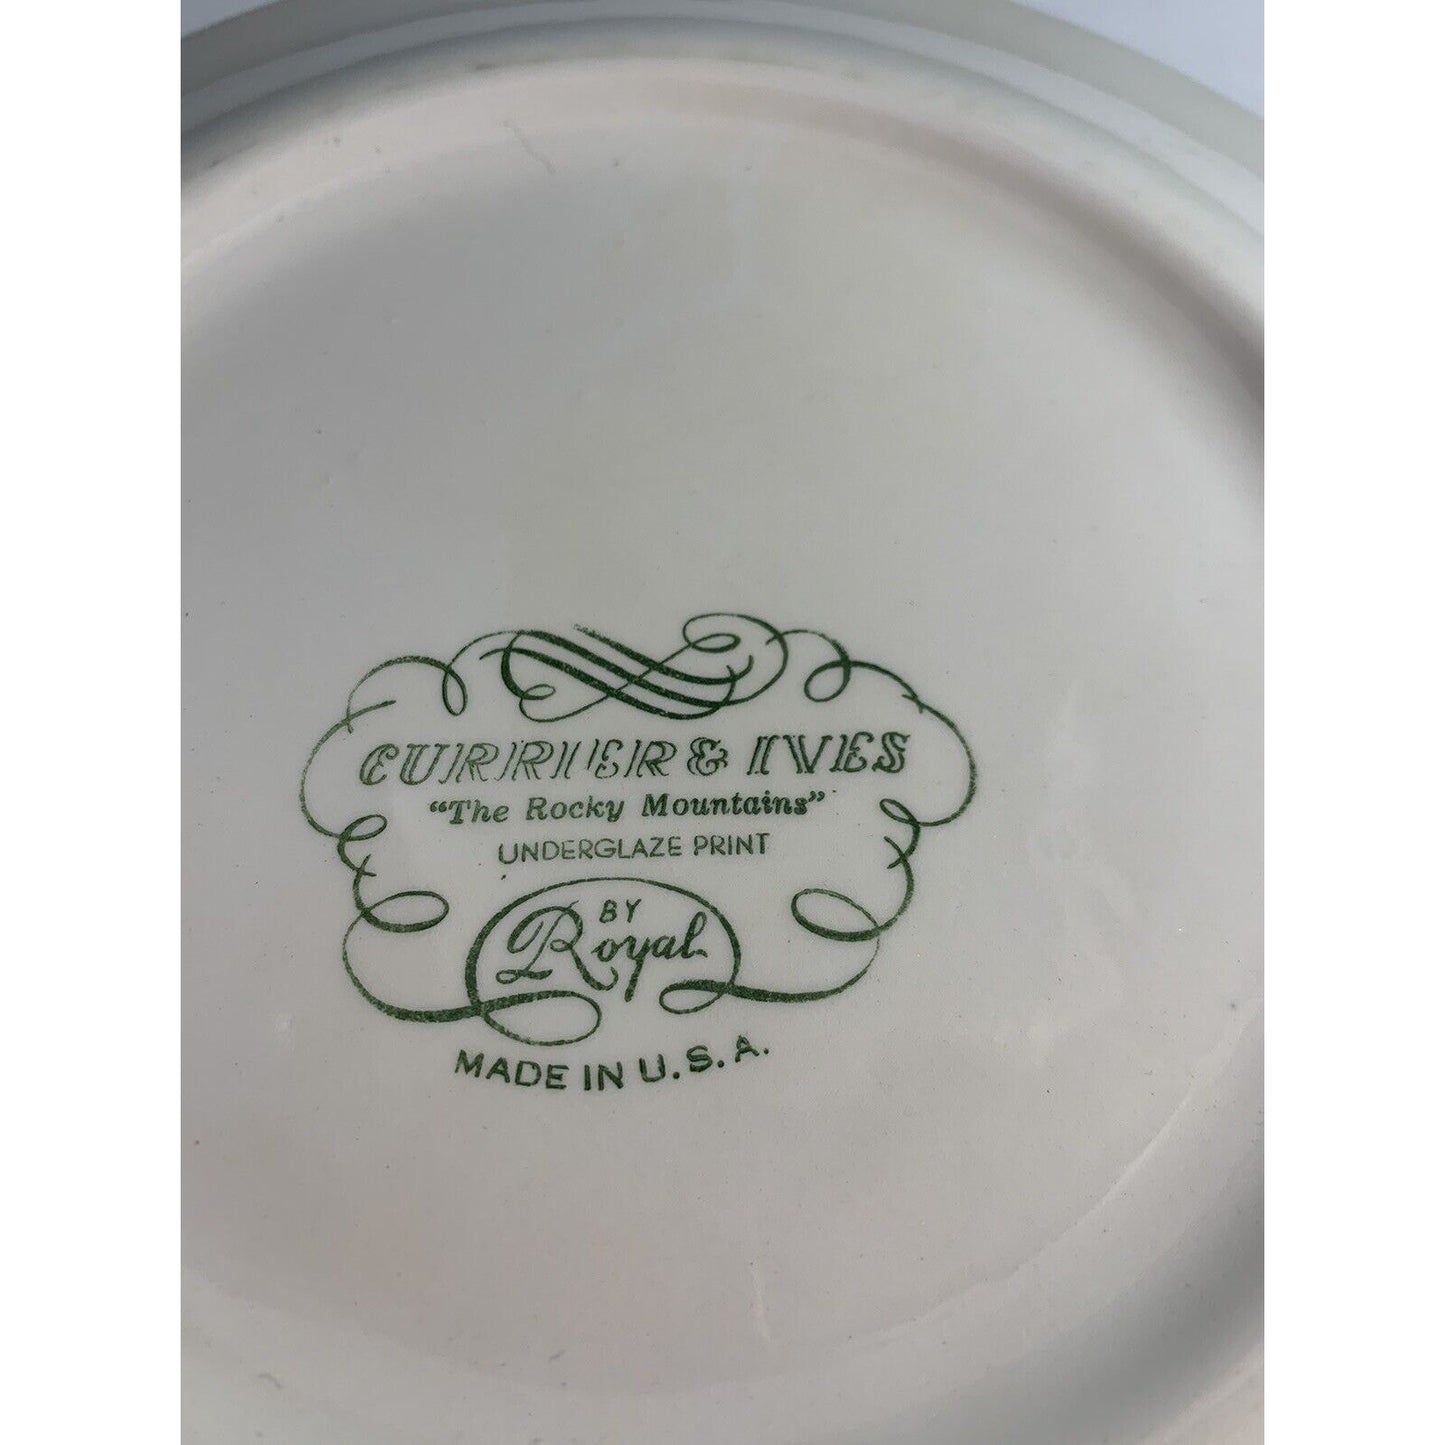 CURRIER & IVES
"The Rocky Mountains"
UNDERGLAZE PRINT
BY
Royal
MADE IN U.S.A.